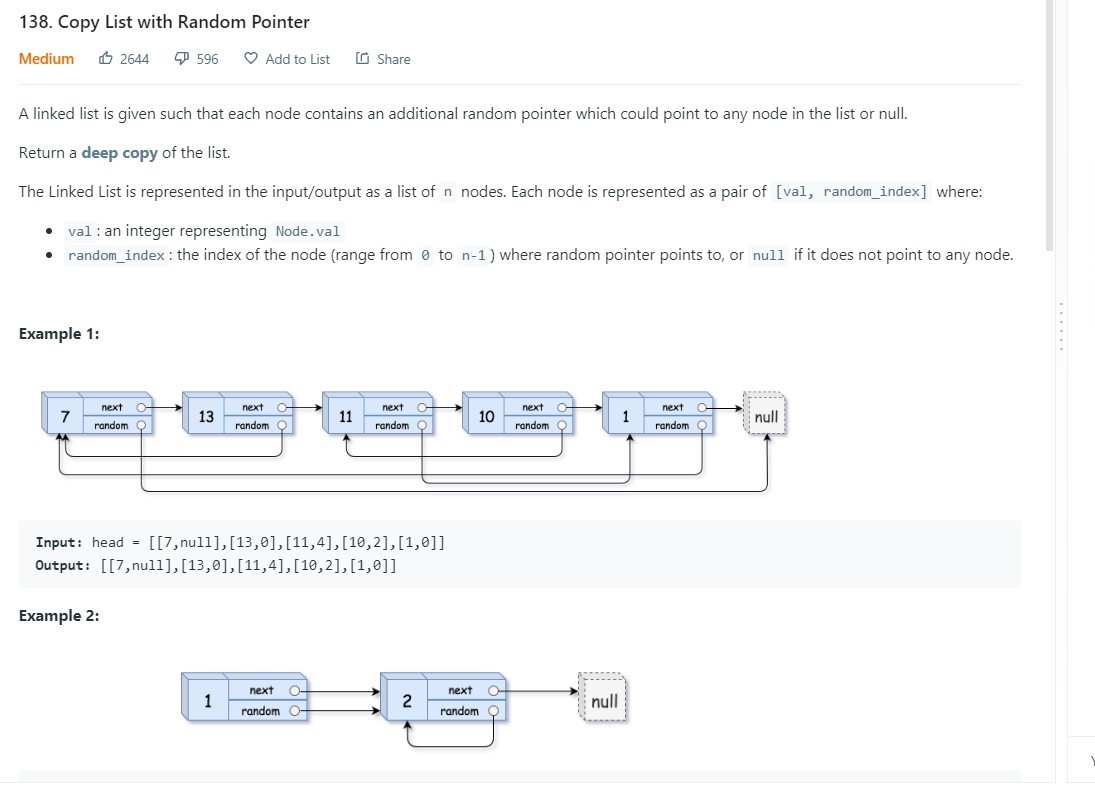 138. Copy List with Random Pointer
Medium 2644 596 Add to List Share
A linked list is given such that each node contains an additional random pointer which could point to any node in the list or null.
Return a deep copy of the list.
The Linked List is represented in the input/output as a list of n nodes. Each node is represented as a pair of [val, random_index] where:
• val : an integer representing Node.val
• random_index : the index of the node (range from 0 to n-1 ) where random pointer points to, or null if it does not point to any node.
Example 1:
7 next random 13 next random 11 next random 10 next random 1 next random null
Input: head = [[7,null],[13,0],[11,4],[10,2],[1,0]]
Output: [[7,null],[13,0],[11,4],[10,2],[1,0]]
Example 2:
1 next random 2 next random null